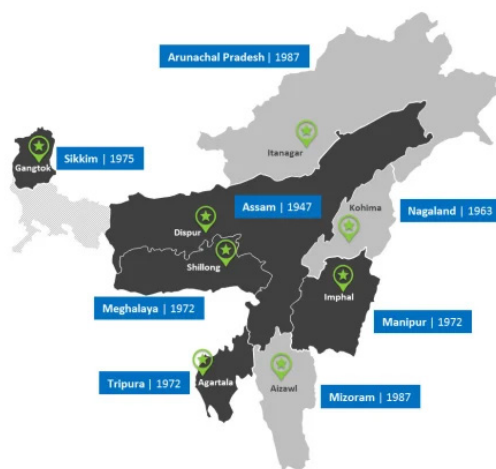 Arunachal Pradesh | 1987
Itanagar
Gangtok
Sikkim | 1975
Assam | 1947
Kohima
Nagaland | 1963
Dispur
Shillong
Imphal
Meghalaya | 1972
Manipur | 1972
Tripura | 1972
Agartala
Aizawl
Mizoram | 1987